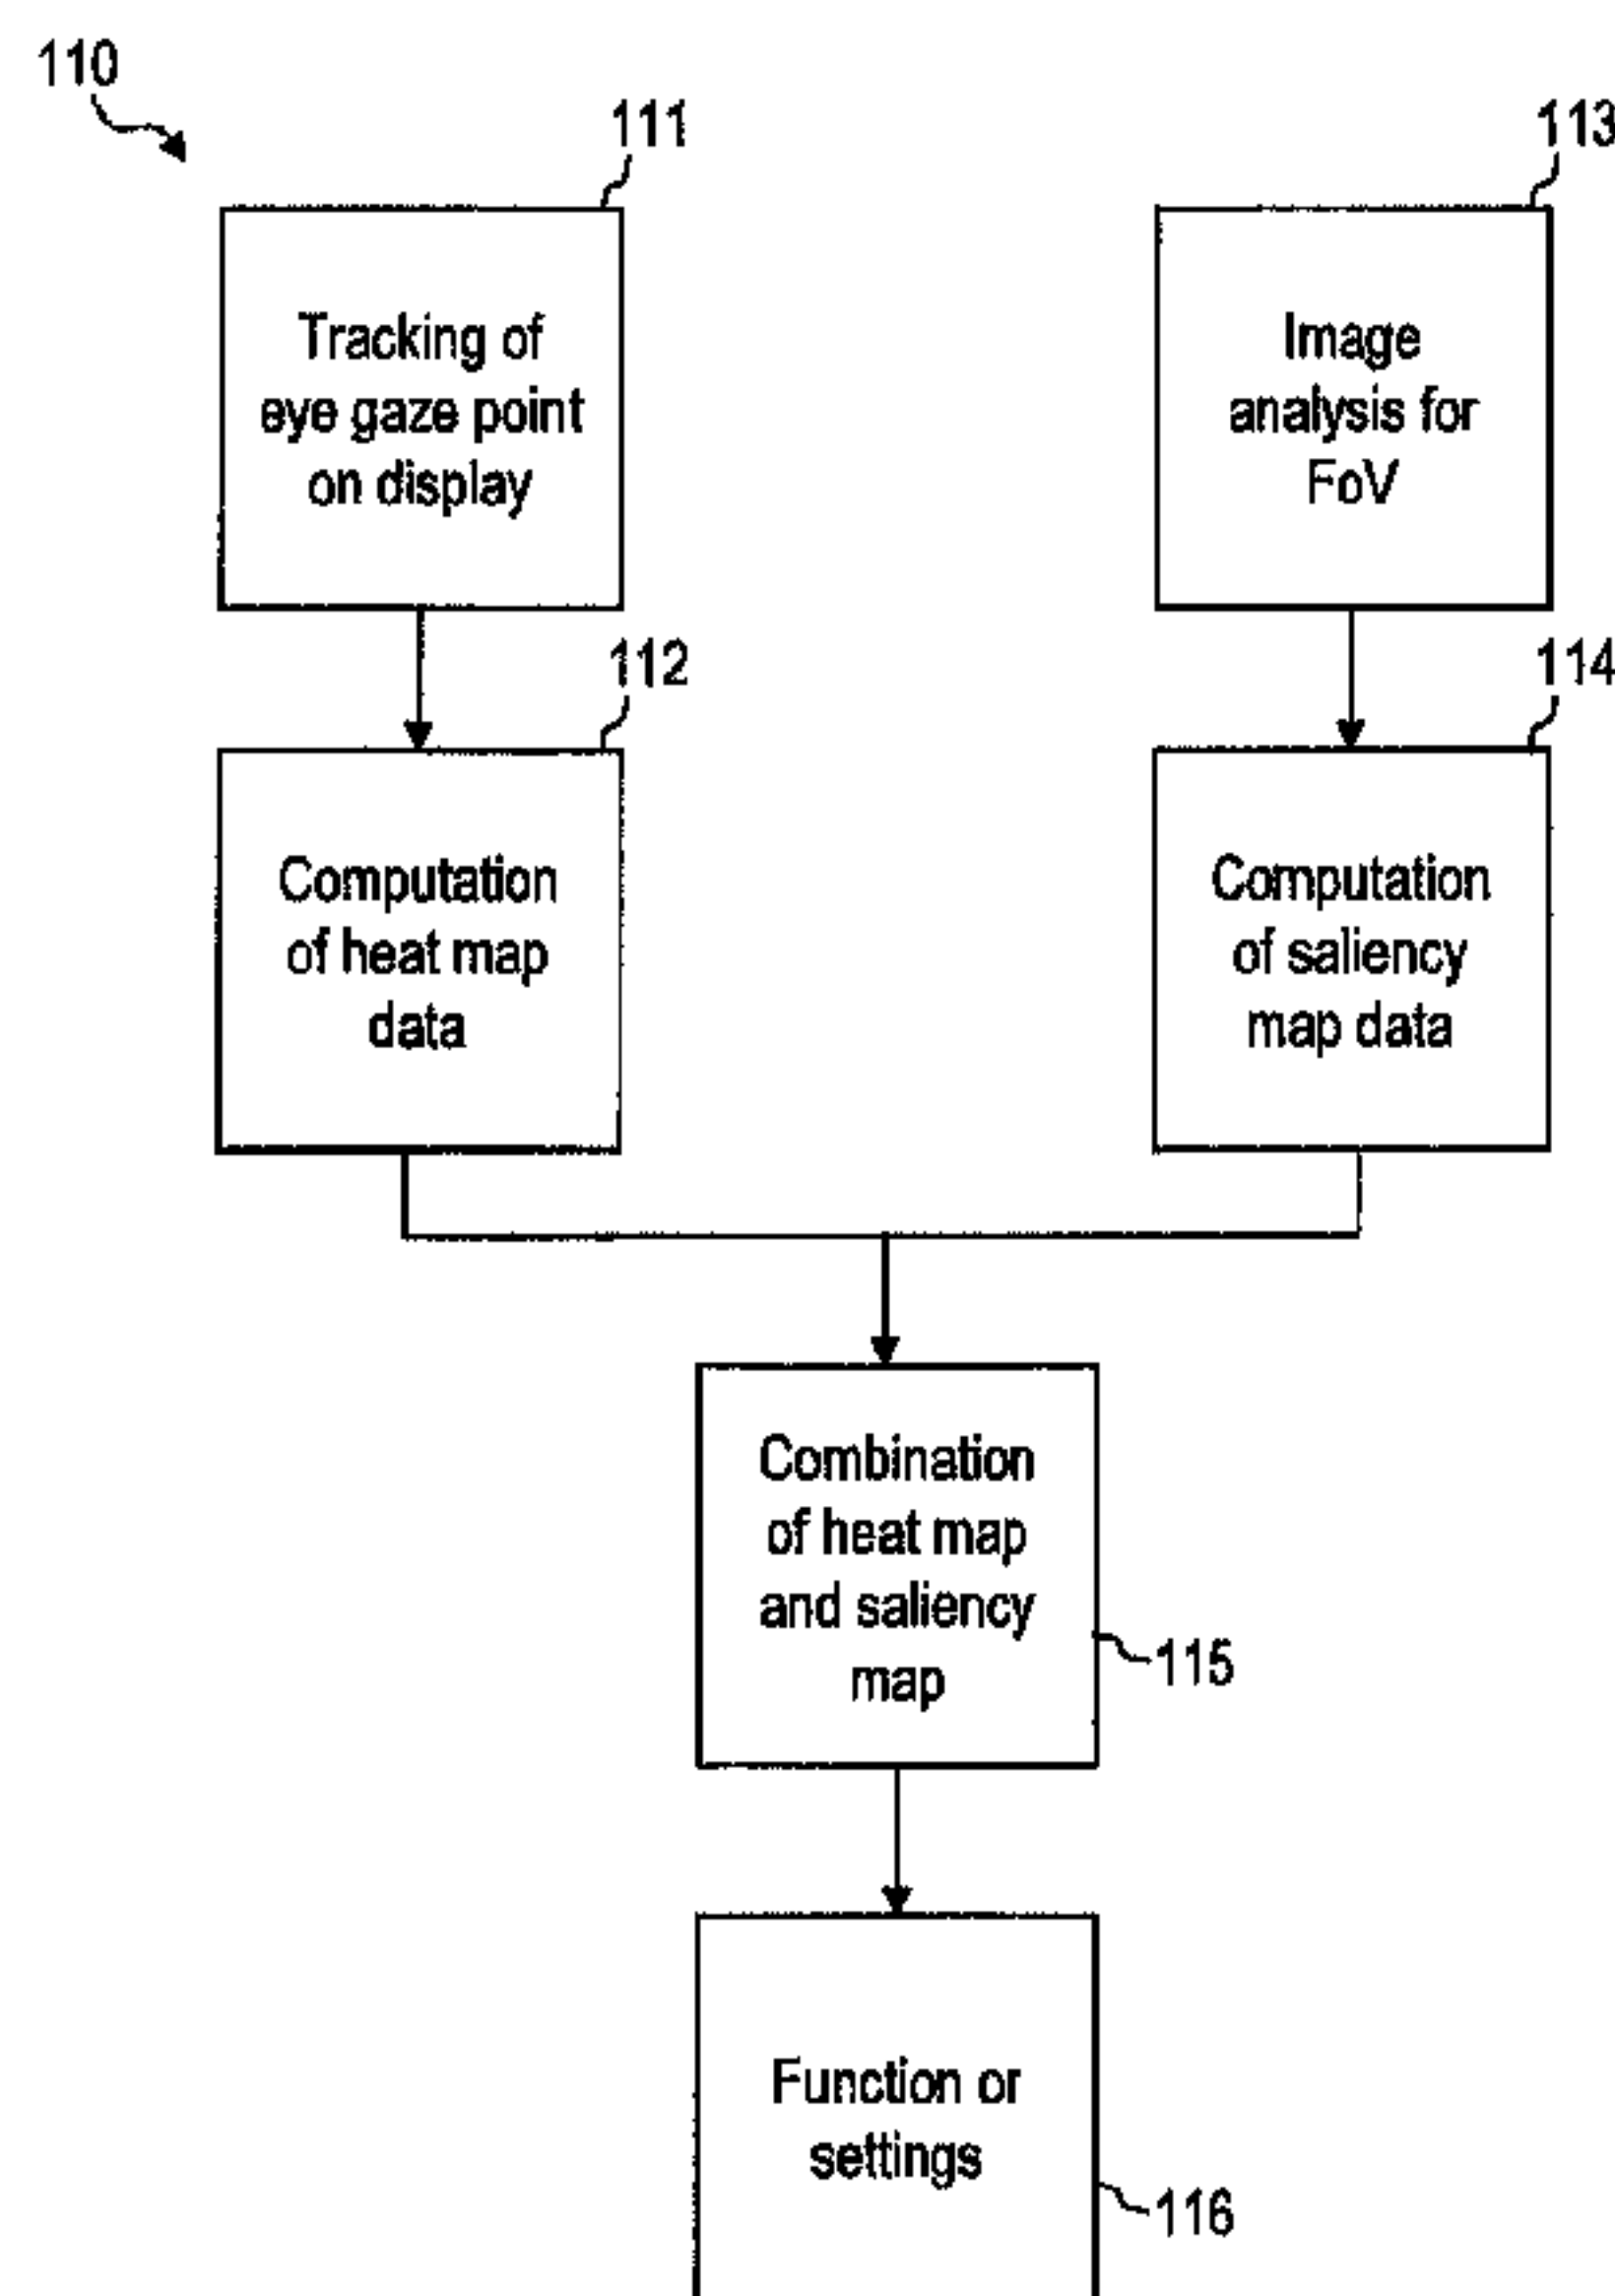 110
111
Tracking of
eye gaze point
on display
113
Image
analysis for
FoV
112
Computation
of heat map
data
114
Computation
of saliency
map data
Combination
of heat map
and saliency
map
115
Function or
settings
116